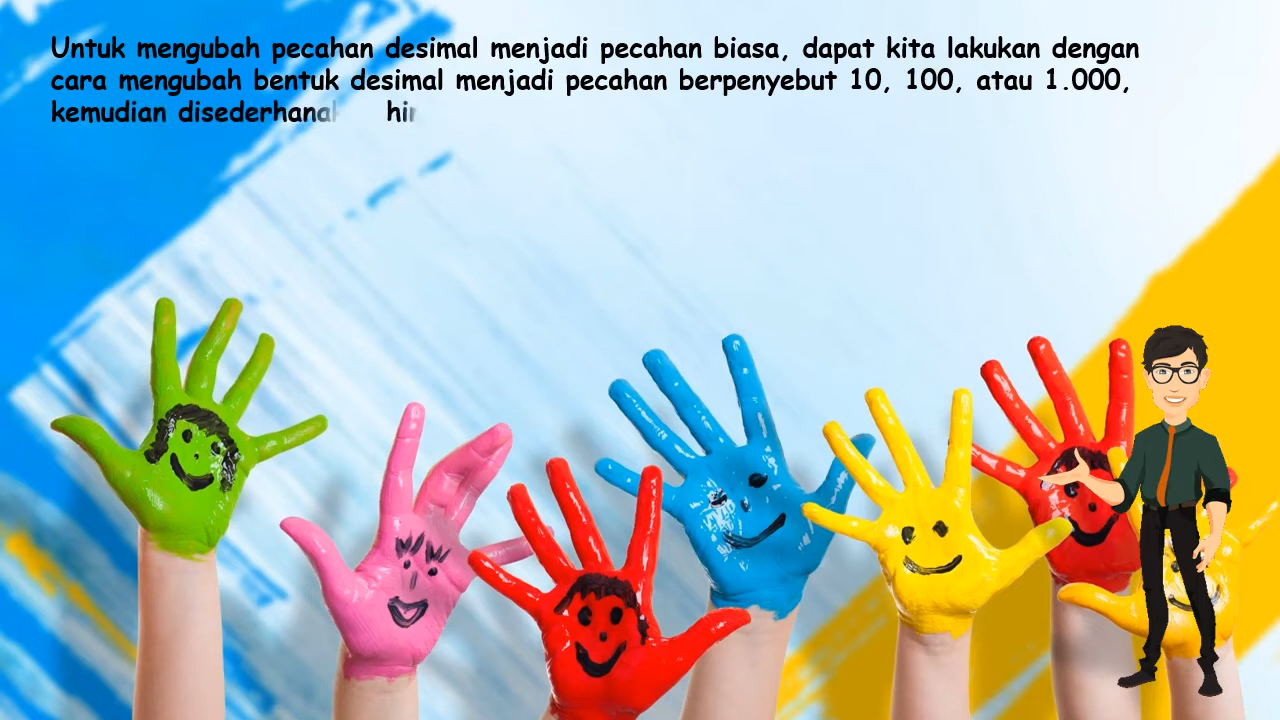 Untuk mengubah pecahan desimal menjadi pecahan biasa, dapat kita lakukan dengan
cara mengubah bentuk desimal menjadi pecahan berpenyebut 10, 100, atau 1.000,
kemudian